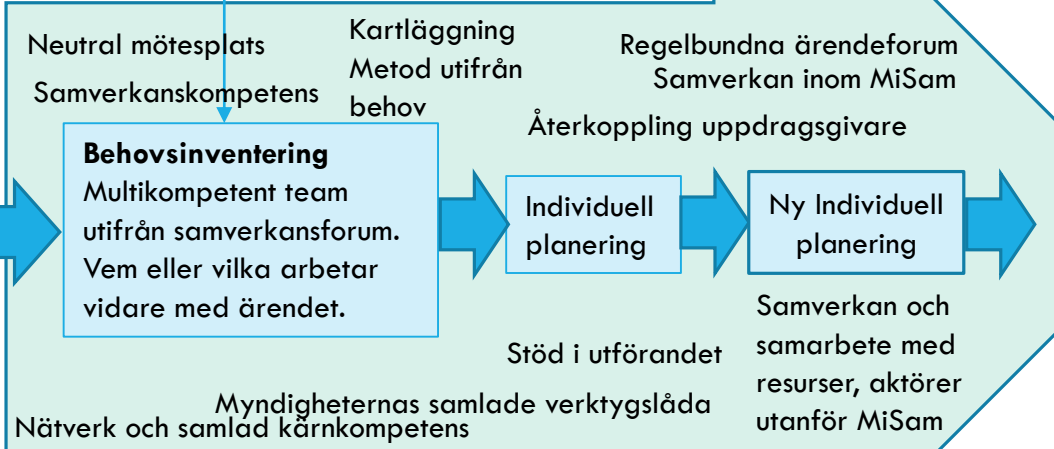 Neutral mötesplats
Samverkanskompetens
Kartläggning
Metod utifrån
behov
Regelbundna ärendeforum
Samverkan inom MiSam
Återkoppling uppdragsgivare
Behovsinventering
Multikompetent team
utifrån samverkansforum.
Vem eller vilka arbetar
vidare med ärendet.
Individuell
planering
Ny Individuell
planering
Stöd i utförandet
Samverkan och
samarbete med
resurser, aktörer
utanför MiSam
Myndigheternas samlade verktygslåda
Nätverk och samlad kärnkompetens